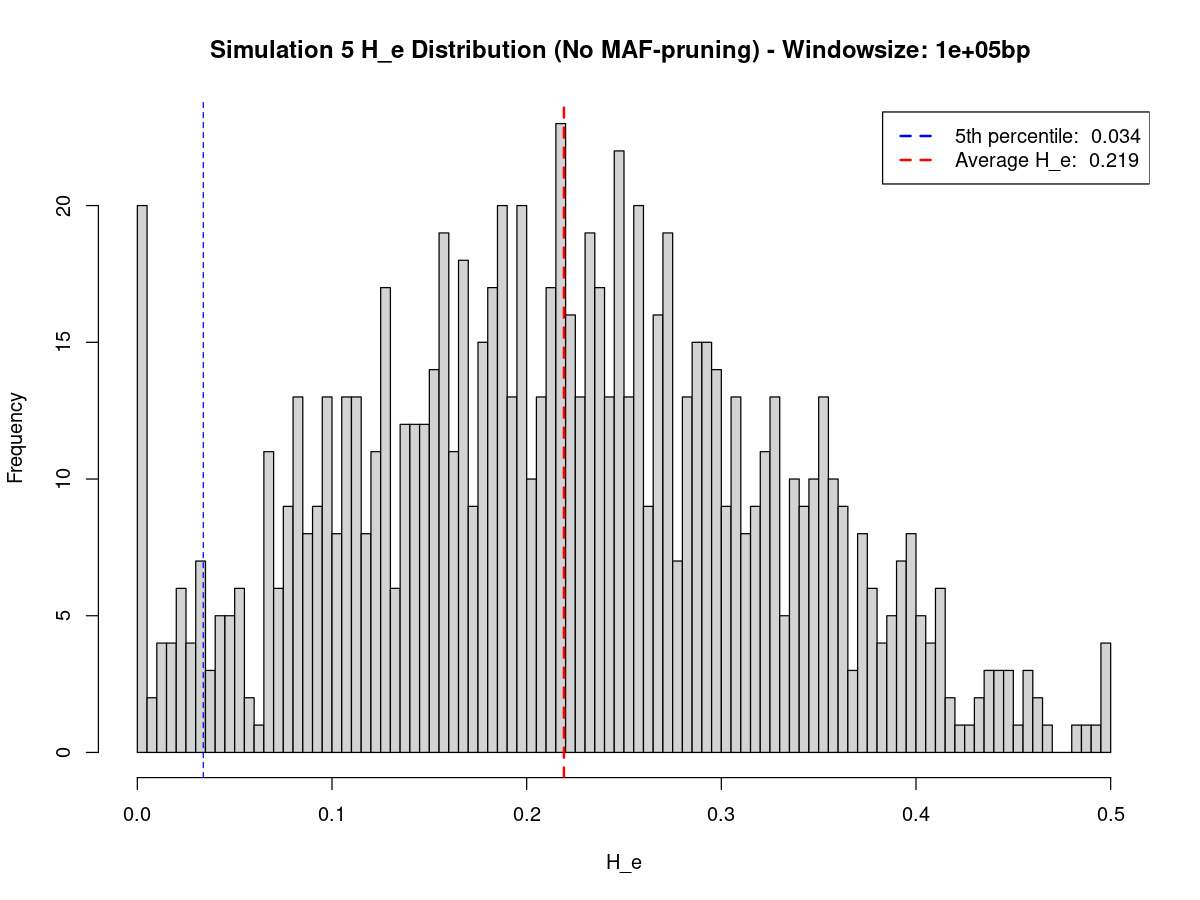 Simulation 5 H_e Distribution (No MAF-pruning) - Windowsize: 1e+05bp
5th percentile: 0.034
Average H_e: 0.219
Frequency
20
15
10
5
0
0.0 0.1 0.2 0.3 0.4 0.5
H_e